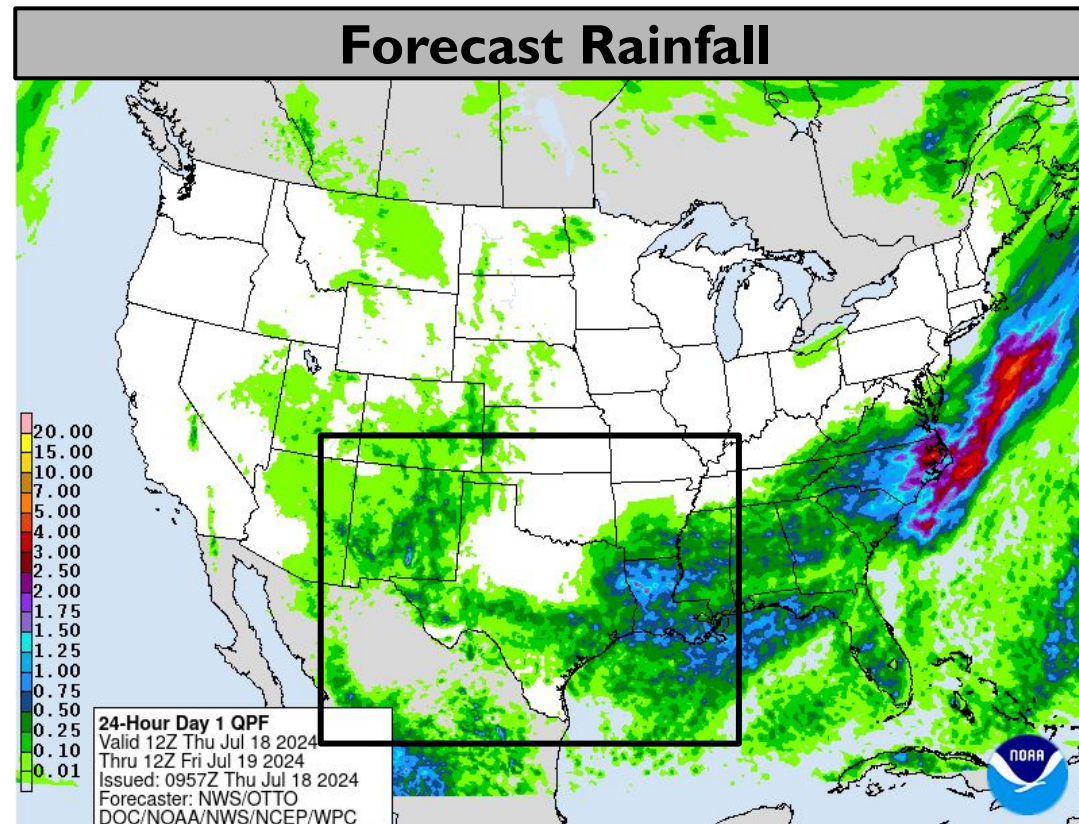 Forecast Rainfall
20.00
15.00
10.00
7.00
5.00
4.00
3.00
2.50
2.00
1.75
1.50
1.25
1.00
0.75
0.50
0.25
0.10
0.01
24-Hour Day 1 QPF
Valid 12Z Thu Jul 18 2024
Thru 12Z Fri Jul 19 2024
Issued: 0957Z Thu Jul 18 2024
Forecaster: NWS/OTTO
DOC/NOAA/NWS/NCEP/WPC
NOAA